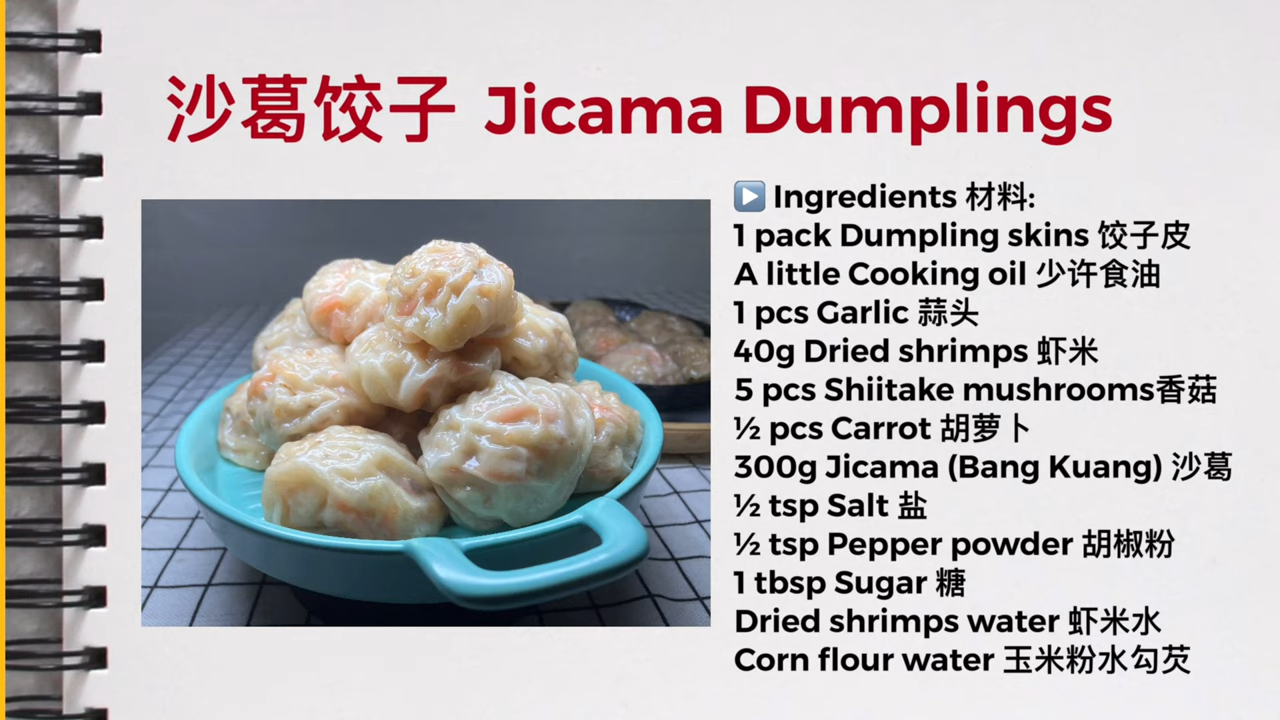 沙葛饺子 Jicama Dumplings
▶️ Ingredients 材料:
1 pack Dumpling skins 饺子皮
A little Cooking oil 少许食油
1 pcs Garlic 蒜头
40g Dried shrimps 虾米
5 pcs Shiitake mushrooms香菇
½ pcs Carrot 胡萝卜
300g Jicama (Bang Kuang) 沙葛
½ tsp Salt 盐
½ tsp Pepper powder 胡椒粉
1 tbsp Sugar 糖
Dried shrimps water 虾米水
Corn flour water 玉米粉水勾芡